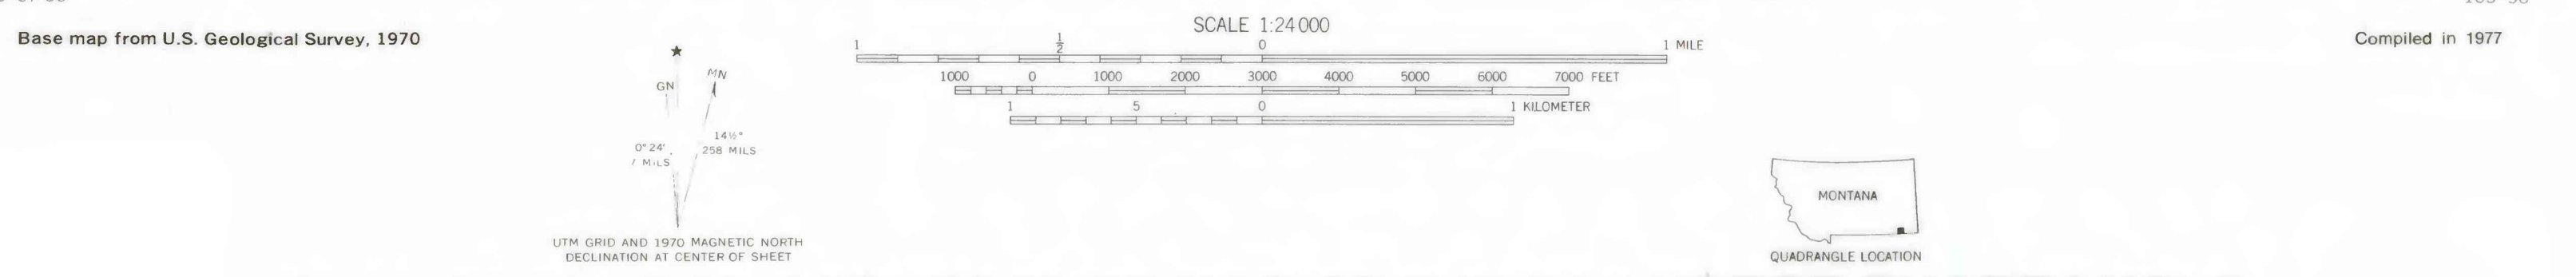 Base map from U.S. Geological Survey, 1970
SCALE 1:24 000
1 ½ 0 1 MILE
1000 0 1000 2000 3000 4000 5000 6000 7000 FEET
1 5 0 1 KILOMETER
Compiled in 1977
★
GN
MN
0°24'
7 MILS
14½°
258 MILS
UTM GRID AND 1970 MAGNETIC NORTH
DECLINATION AT CENTER OF SHEET
MONTANA
QUADRANGLE LOCATION